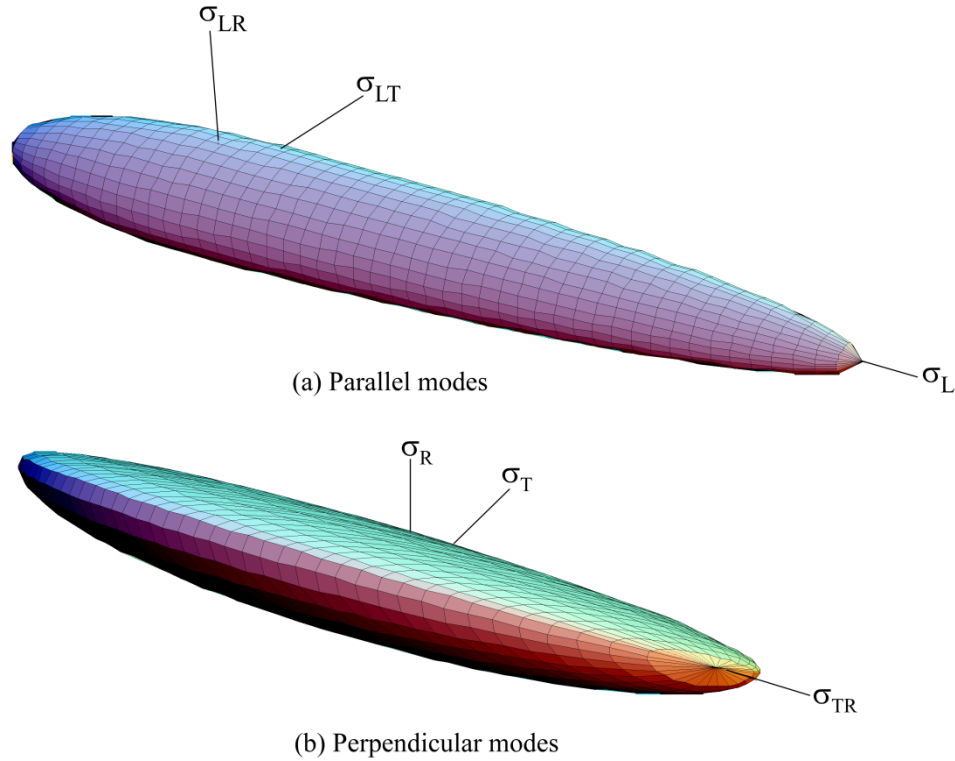 σLR
σLT
σL
(a) Parallel modes
σR
σT
σTR
(b) Perpendicular modes